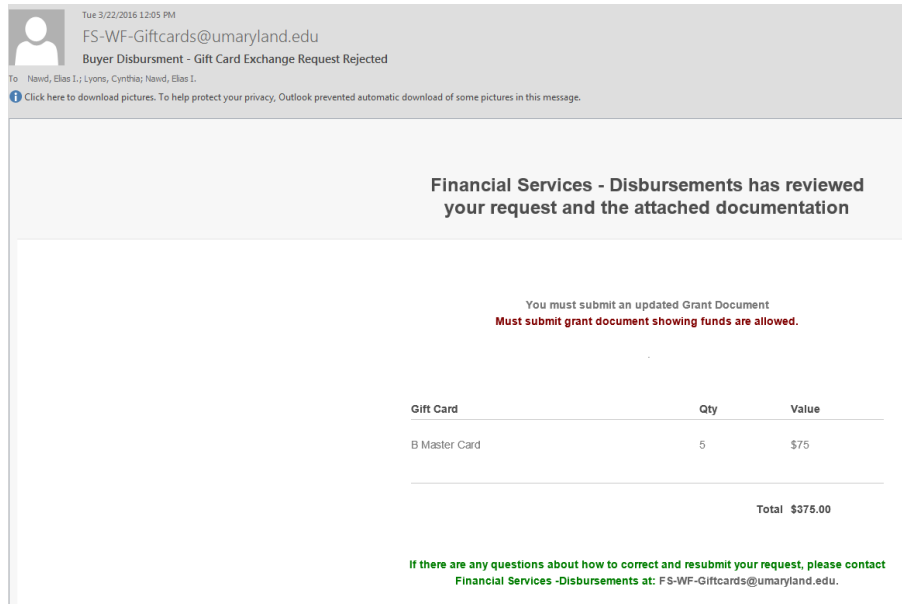 Tue 3/22/2016 12:05 PM
FS-WF-Giftcards@umaryland.edu
Buyer Disbursment - Gift Card Exchange Request Rejected
To Nawd, Elias I.; Lyons, Cynthia; Nawd, Elias I.
Click here to download pictures. To help protect your privacy, Outlook prevented automatic download of some pictures in this message.
Financial Services - Disbursements has reviewed
your request and the attached documentation
You must submit an updated Grant Document
Must submit grant document showing funds are allowed.
.
Gift Card Qty Value
B Master Card 5 $75
Total $375.00
If there are any questions about how to correct and resubmit your request, please contact
Financial Services -Disbursements at: FS-WF-Giftcards@umaryland.edu.